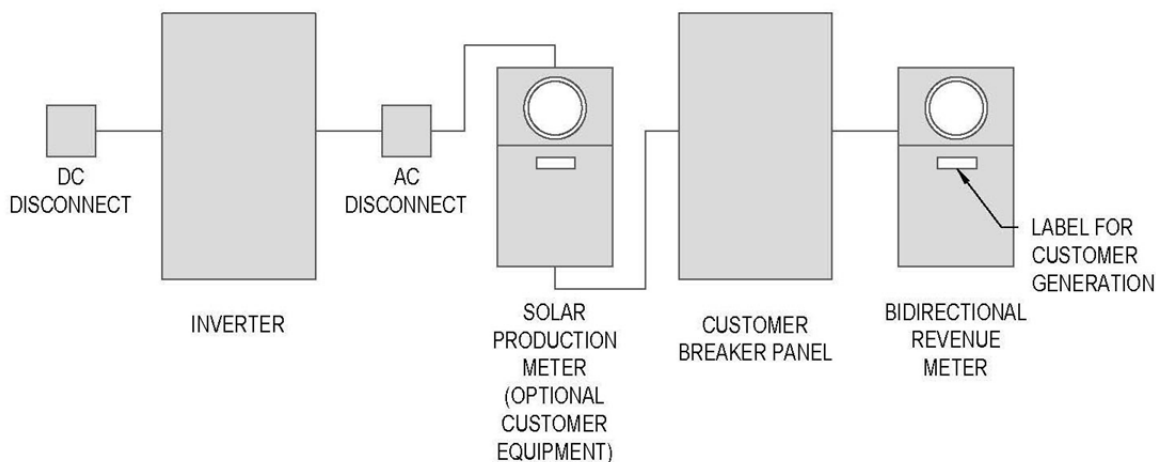 DC
DISCONNECT
INVERTER
AC
DISCONNECT
SOLAR
PRODUCTION
METER
(OPTIONAL
CUSTOMER
EQUIPMENT)
CUSTOMER
BREAKER PANEL
BIDIRECTIONAL
REVENUE
METER
LABEL FOR
CUSTOMER
GENERATION